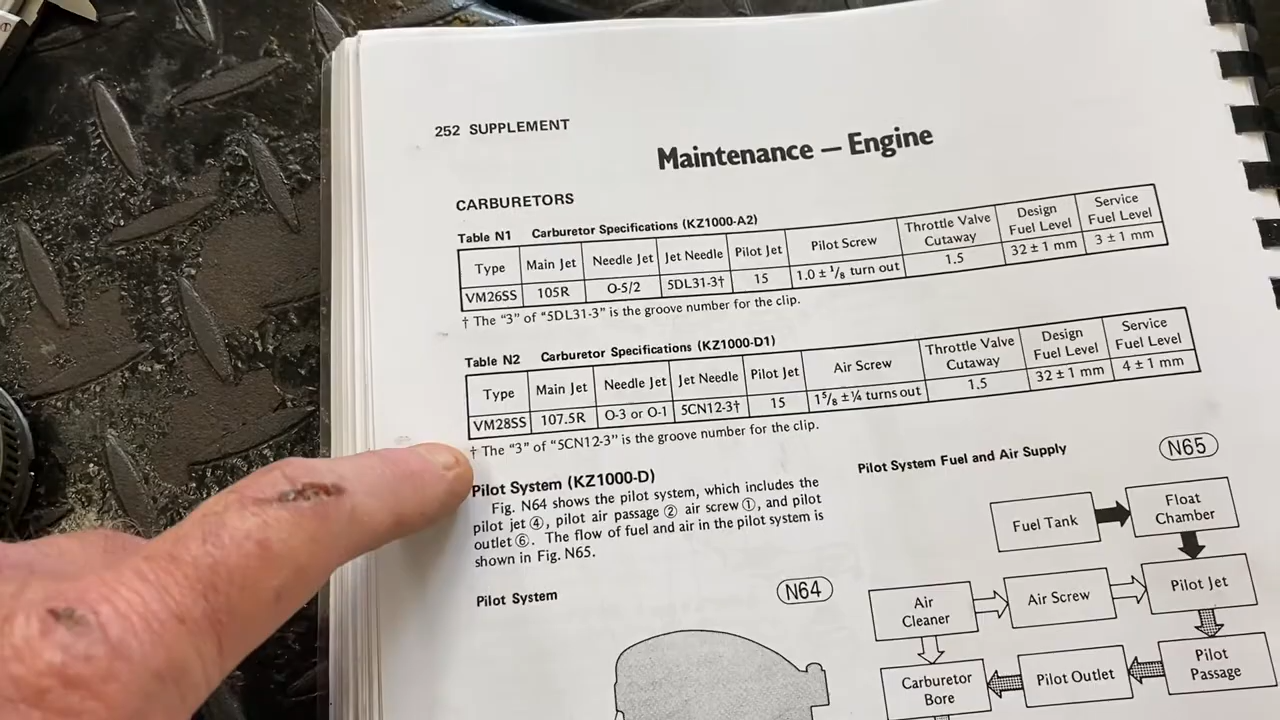 252 SUPPLEMENT
Maintenance — Engine
CARBURETORS
Table N1 Carburetor Specifications (KZ1000-A2)
Type Main Jet Needle Jet Jet Needle Pilot Jet Pilot Screw Throttle Valve Cutaway Design Fuel Level Service Fuel Level
VM26SS 105R O-5/2 5DL31-3† 15 1.0 ± 1/8 turn out 1.5 32 ± 1 mm 3 ± 1 mm
† The “3” of “5DL31-3” is the groove number for the clip.
Table N2 Carburetor Specifications (KZ1000-D1)
Type Main Jet Needle Jet Jet Needle Pilot Jet Air Screw Throttle Valve Cutaway Design Fuel Level Service Fuel Level
VM28SS 107.5R O-3 or O-1 5CN12-3† 15 1 5/8 ± ¼ turns out 1.5 32 ± 1 mm 4 ± 1 mm
† The “3” of “5CN12-3” is the groove number for the clip.
Pilot System (KZ1000-D)
Fig. N64 shows the pilot system, which includes the
pilot jet ④, pilot air passage ② air screw ①, and pilot
outlet ⑥. The flow of fuel and air in the pilot system is
shown in Fig. N65.
Pilot System
N64
Pilot System Fuel and Air Supply
N65
Fuel Tank
Float
Chamber
Air
Cleaner
Air Screw
Pilot Jet
Carburetor
Bore
Pilot Outlet
Pilot
Passage